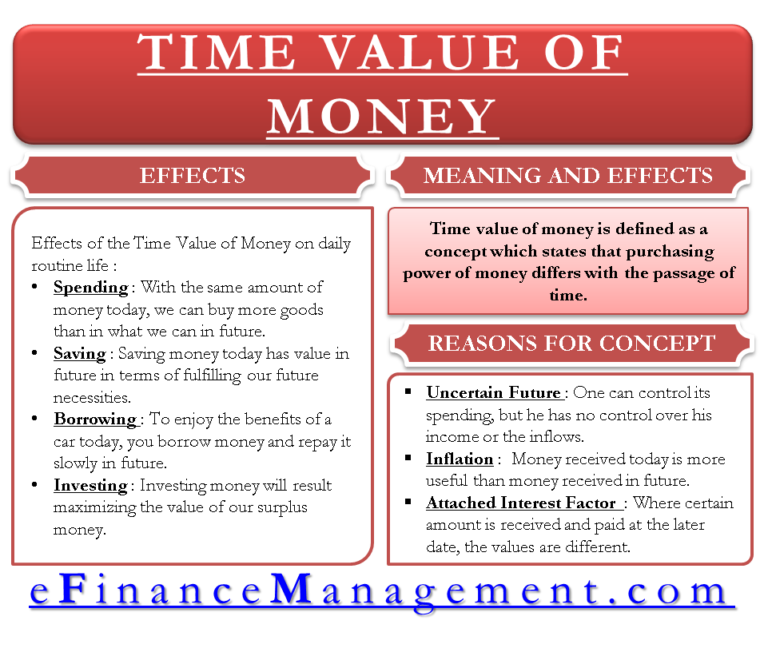 TIME VALUE OF
MONEY
EFFECTS
Effects of the Time Value of Money on daily
routine life :
• Spending : With the same amount of
money today, we can buy more goods
than in what we can in future.
• Saving : Saving money today has value in
future in terms of fulfilling our future
necessities.
• Borrowing : To enjoy the benefits of a
car today, you borrow money and repay it
slowly in future.
• Investing : Investing money will result
maximizing the value of our surplus
money.
MEANING AND EFFECTS
Time value of money is defined as a
concept which states that purchasing
power of money differs with the passage of
time.
REASONS FOR CONCEPT
▪ Uncertain Future : One can control its
spending, but he has no control over his
income or the inflows.
▪ Inflation : Money received today is more
useful than money received in future.
▪ Attached Interest Factor : Where certain
amount is received and paid at the later
date, the values are different.
eFinanceManagement.com